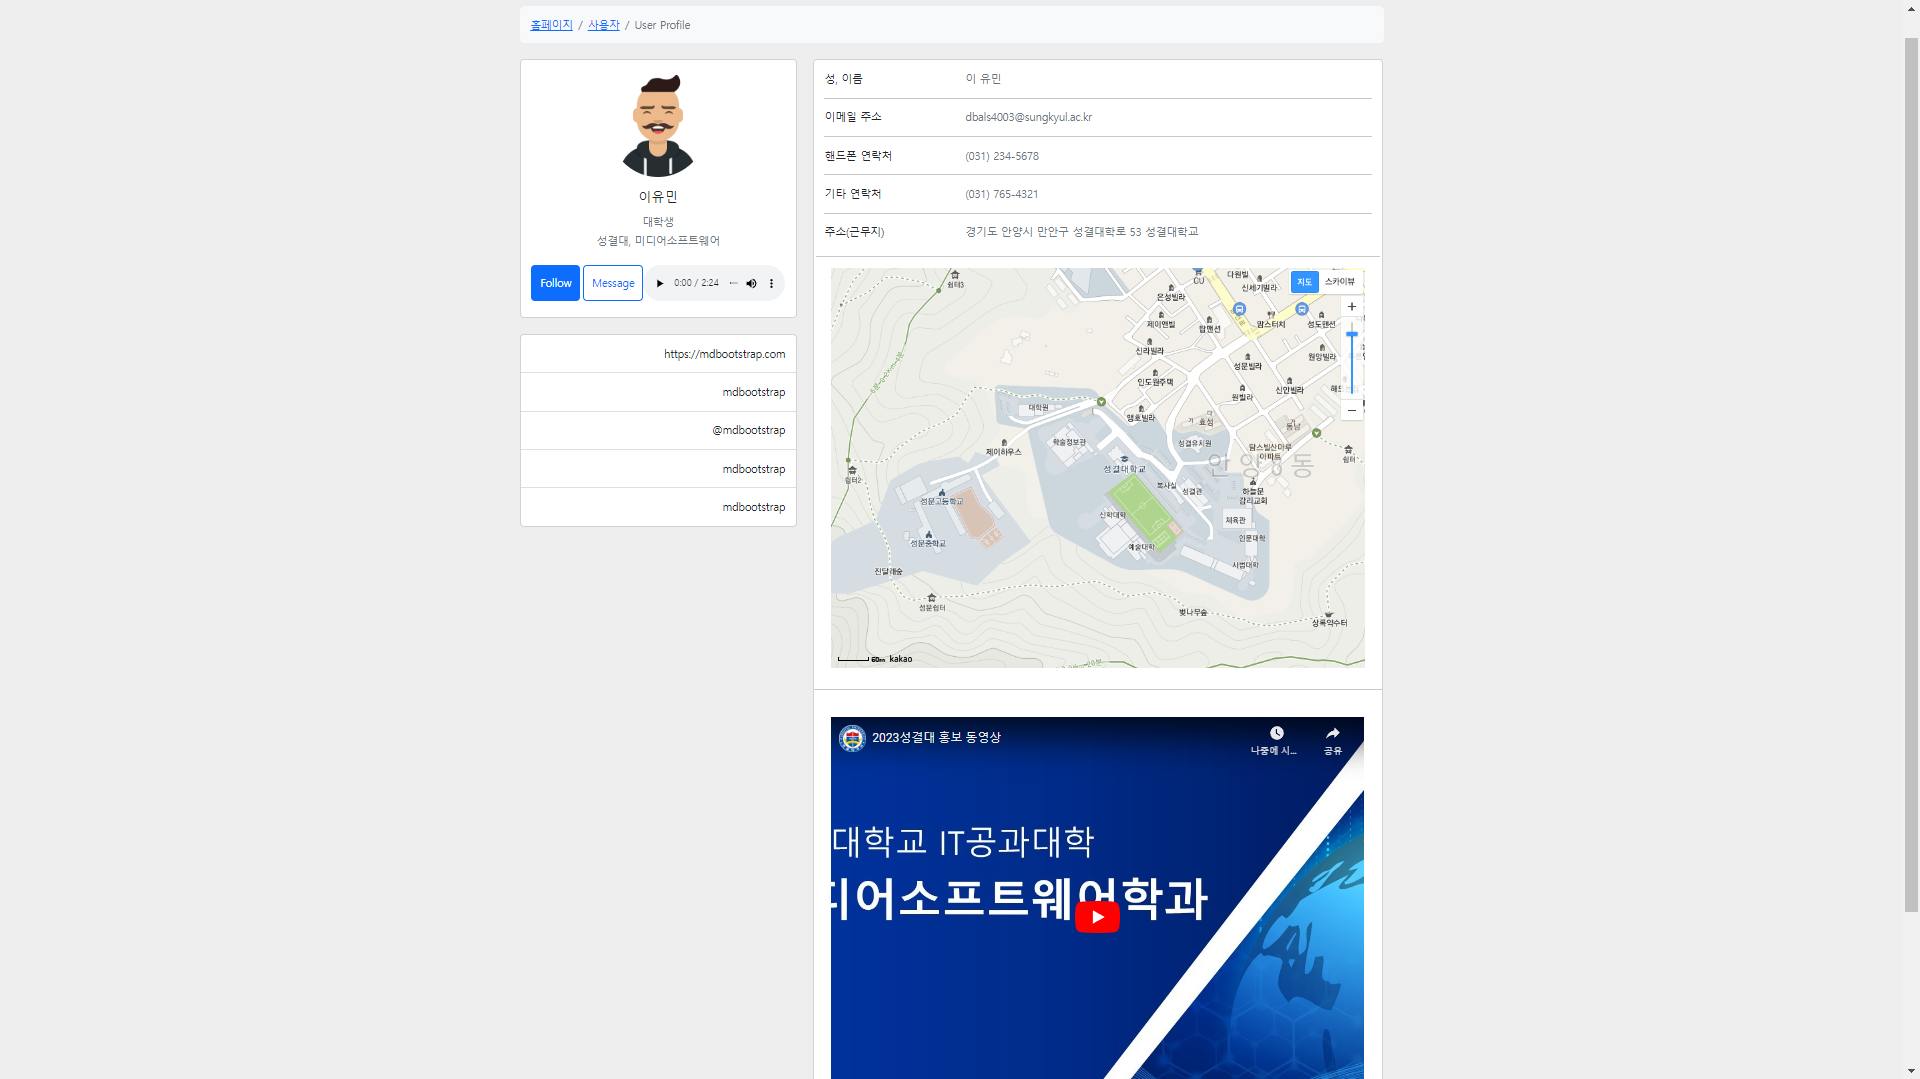 홈페이지 / 사용자 / User Profile
이유민
대학생
성결대, 미디어소프트웨어
Follow
Message
0:00 / 2:24
https://mdbootstrap.com
mdbootstrap
@mdbootstrap
mdbootstrap
mdbootstrap
성, 이름 이 유민
이메일 주소 dbals4003@sungkyul.ac.kr
핸드폰 연락처 (031) 234-5678
기타 연락처 (031) 765-4321
주소(근무지) 경기도 안양시 만안구 성결대학로 53 성결대학교
쉼터3
CU
다원빌
신세기빌라
지도
스카이뷰
은성빌라
제이앤빌
탑맨션
맘스터치
성도맨션
신라빌라
원앙빌라
성문빌라
인도원주택
원빌라
신안빌라
대학원
앵호빌라
효성
동남
학술정보관
성결유치원
제이하우스
담스빌산마루
아파트
성결대학교
쉼터2
복사실
성결관
하늘문
감리교회
성문고등학교
신학대학
체육관
인문대학
성문중학교
예술대학
사범대학
진달래숲
성문쉼터
벚나무숲
상록약수터
60m kakao
2023성결대 홍보 동영상
나중에 시...
공유
대학교 IT공과대학
디어소프트웨어학과